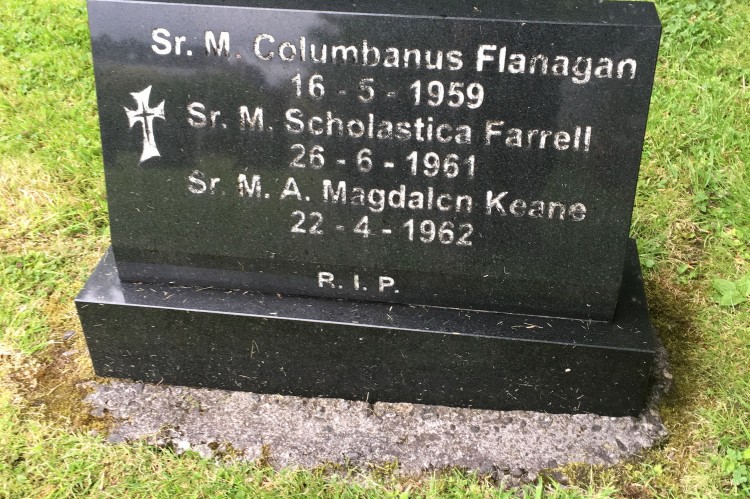 Sr. M. Columbanus Flanagan
16 - 5 - 1959
Sr. M. Scholastica Farrell
26 - 6 - 1961
Sr. M. A. Magdalen Keane
22 - 4 - 1962
R. I. P.